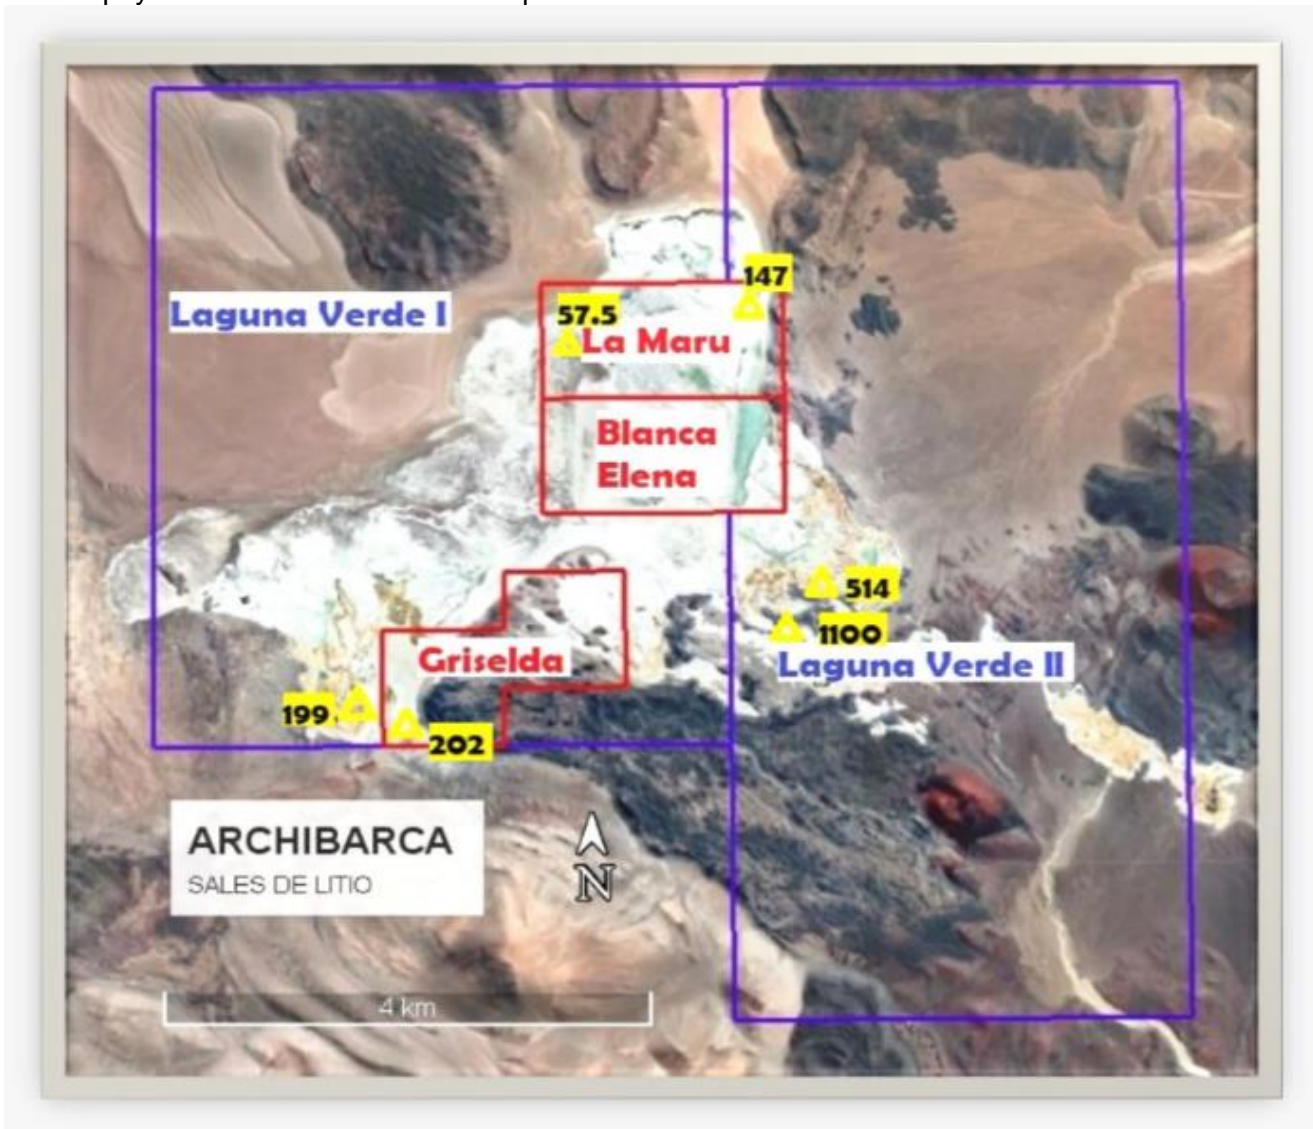 147
57.5
Laguna Verde I
La Maru
Blanca
Elena
514
1100
Griselda
Laguna Verde II
199
202
ARCHIBARCA
SALES DE LITIO
N
4 km